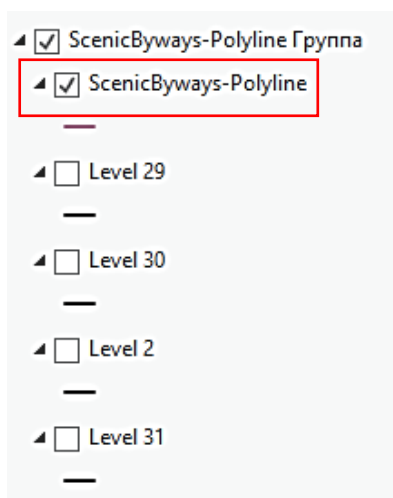 ScenicByways-Polyline Группа
ScenicByways-Polyline
Level 29
Level 30
Level 2
Level 31